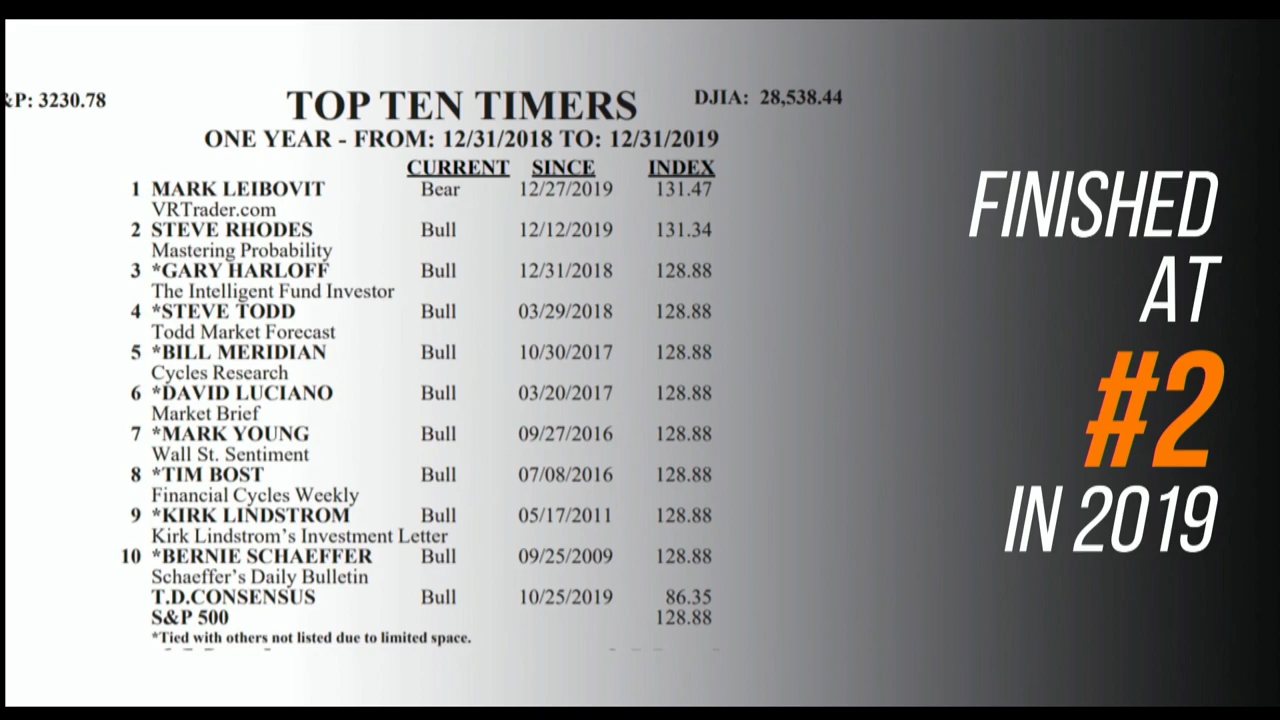 &P: 3230.78
TOP TEN TIMERS
DJIA: 28,538.44
ONE YEAR - FROM: 12/31/2018 TO: 12/31/2019
CURRENT SINCE INDEX
1 MARK LEIBOVIT Bear 12/27/2019 131.47
VRTrader.com
2 STEVE RHODES Bull 12/12/2019 131.34
Mastering Probability
3 *GARY HARLOFF Bull 12/31/2018 128.88
The Intelligent Fund Investor
4 *STEVE TODD Bull 03/29/2018 128.88
Todd Market Forecast
5 *BILL MERIDIAN Bull 10/30/2017 128.88
Cycles Research
6 *DAVID LUCIANO Bull 03/20/2017 128.88
Market Brief
7 *MARK YOUNG Bull 09/27/2016 128.88
Wall St. Sentiment
8 *TIM BOST Bull 07/08/2016 128.88
Financial Cycles Weekly
9 *KIRK LINDSTROM Bull 05/17/2011 128.88
Kirk Lindstrom's Investment Letter
10 *BERNIE SCHAEFFER Bull 09/25/2009 128.88
Schaeffer's Daily Bulletin
T.D.CONSENSUS Bull 10/25/2019 86.35
S&P 500 128.88
*Tied with others not listed due to limited space.
FINISHED
AT
#2
IN 2019